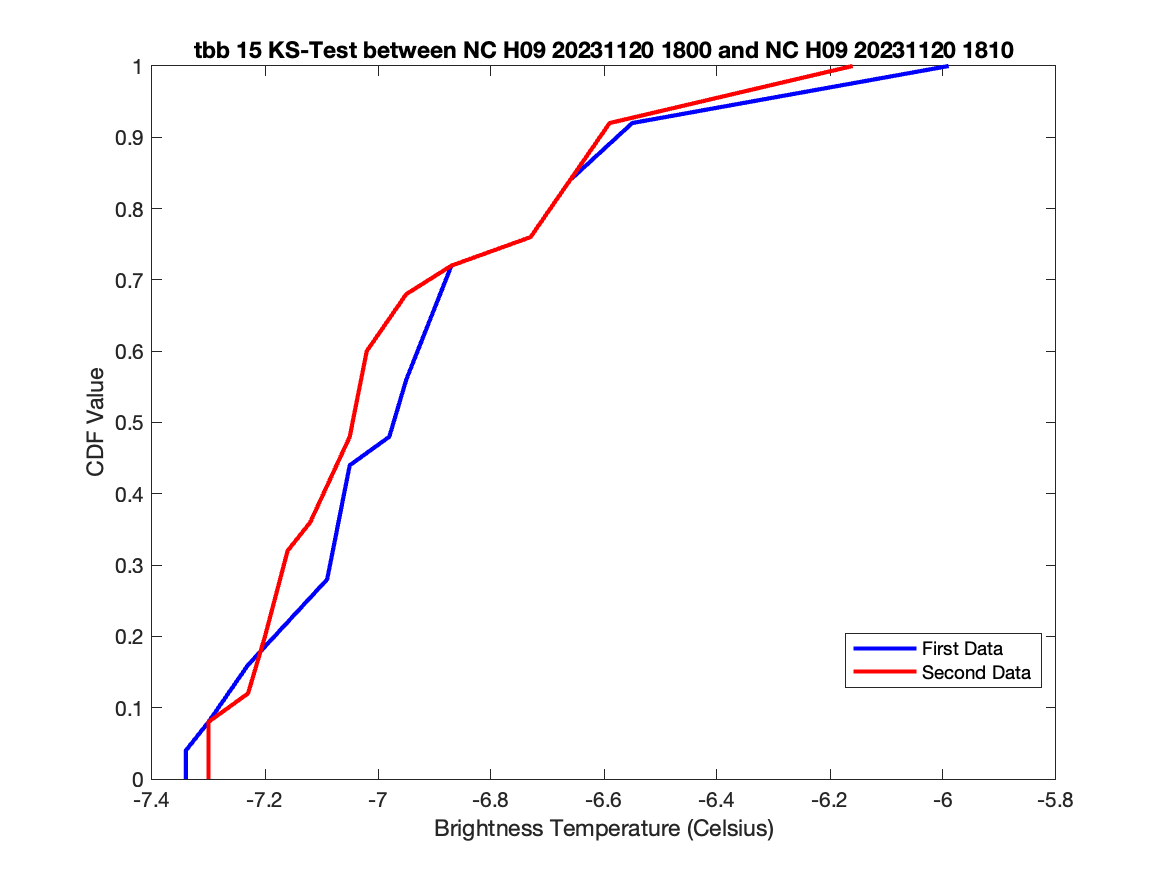 tbb 15 KS-Test between NC H09 20231120 1800 and NC H09 20231120 1810
1
0.9
0.8
0.7
0.6
0.5
0.4
0.3
0.2
0.1
0
CDF Value
First Data
Second Data
-7.4 -7.2 -7 -6.8 -6.6 -6.4 -6.2 -6 -5.8
Brightness Temperature (Celsius)